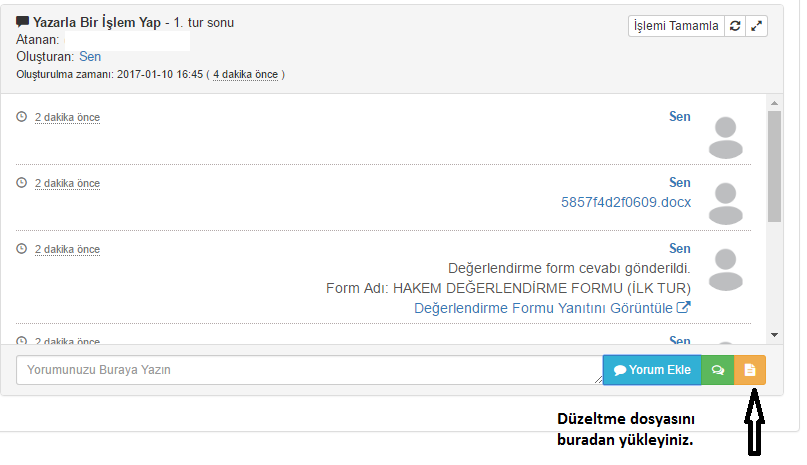 Yazarla Bir İşlem Yap - 1. tur sonu
İşlemi Tamamla
Atanan:
Oluşturan: Sen
Oluşturulma zamanı: 2017-01-10 16:45 ( 4 dakika önce )
2 dakika önce
Sen
2 dakika önce
Sen
5857f4d2f0609.docx
2 dakika önce
Sen
Değerlendirme form cevabı gönderildi.
Form Adı: HAKEM DEĞERLENDİRME FORMU (İLK TUR)
Değerlendirme Formu Yanıtını Görüntüle
2 dakika önce
Sen
Yorumunuzu Buraya Yazın
Yorum Ekle
Düzeltme dosyasını
buradan yükleyiniz.